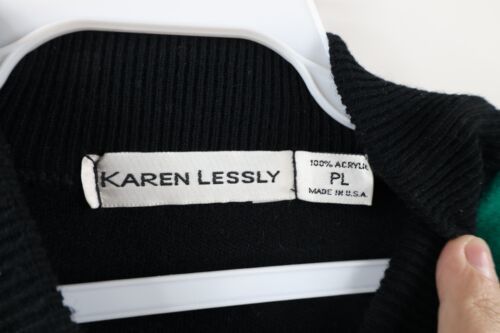 KAREN LESSLY
100% ACRYLIC
PL
MADE IN U.S.A.